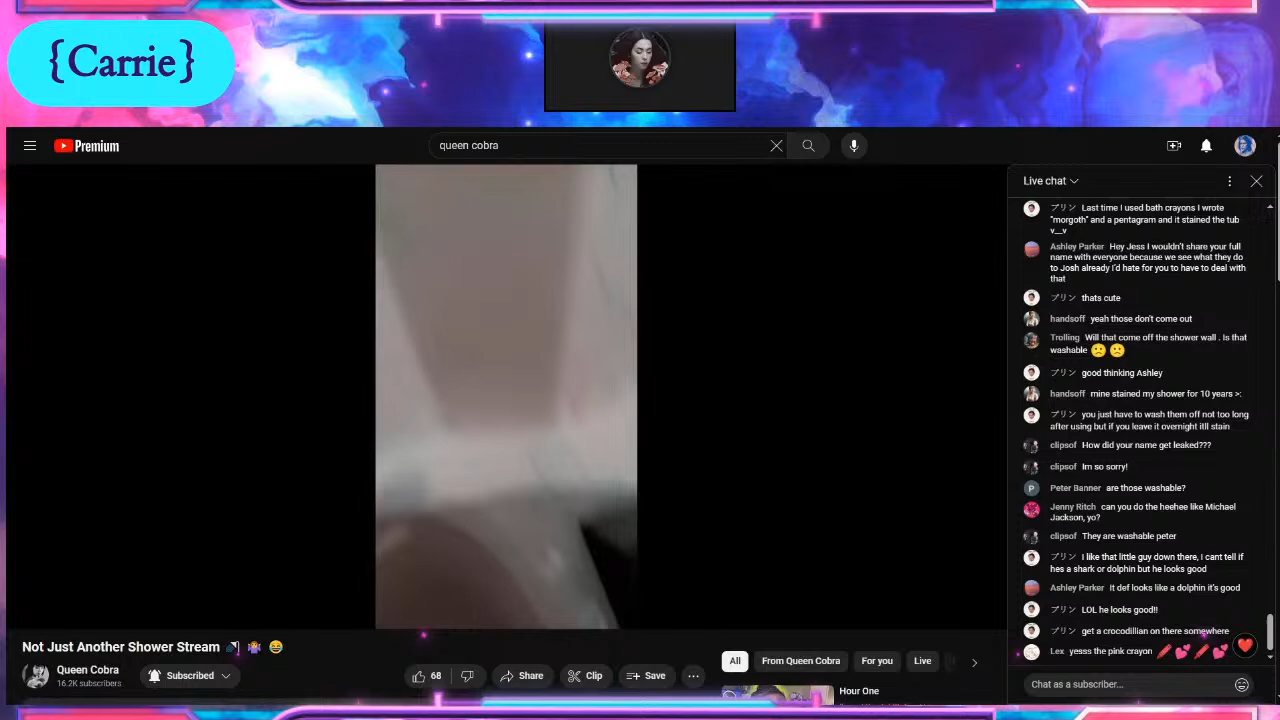 {Carrie}
Premium
queen cobra
Live chat
プリン Last time I used bath crayons I wrote
"morgoth" and a pentagram and it stained the tub
v__v
Ashley Parker Hey Jess I wouldn't share your full
name with everyone because we see what they do
to Josh already I'd hate for you to have to deal with
that
プリン thats cute
handsoff yeah those don't come out
Trolling Will that come off the shower wall . Is that
washable 🙁 🙁
プリン good thinking Ashley
handsoff mine stained my shower for 10 years >:
プリン you just have to wash them off not too long
after using but if you leave it overnight itll stain
clipsof How did your name get leaked???
clipsof Im so sorry!
P Peter Banner are those washable?
Jenny Ritch can you do the heehee like Michael
Jackson, yo?
clipsof They are washable peter
プリン I like that little guy down there, I cant tell if
hes a shark or dolphin but he looks good
Ashley Parker It def looks like a dolphin it's good
プリン LOL he looks good!!
プリン get a crocodillian on there somewhere
Lex yesss the pink crayon 🖍️💕🖍️💕
Chat as a subscriber...
Not Just Another Shower Stream 🚿 🤷‍♀️ 😂
Queen Cobra
16.2K subscribers
Subscribed
68
Share
Clip
Save
All
From Queen Cobra
For you
Live
Hour One